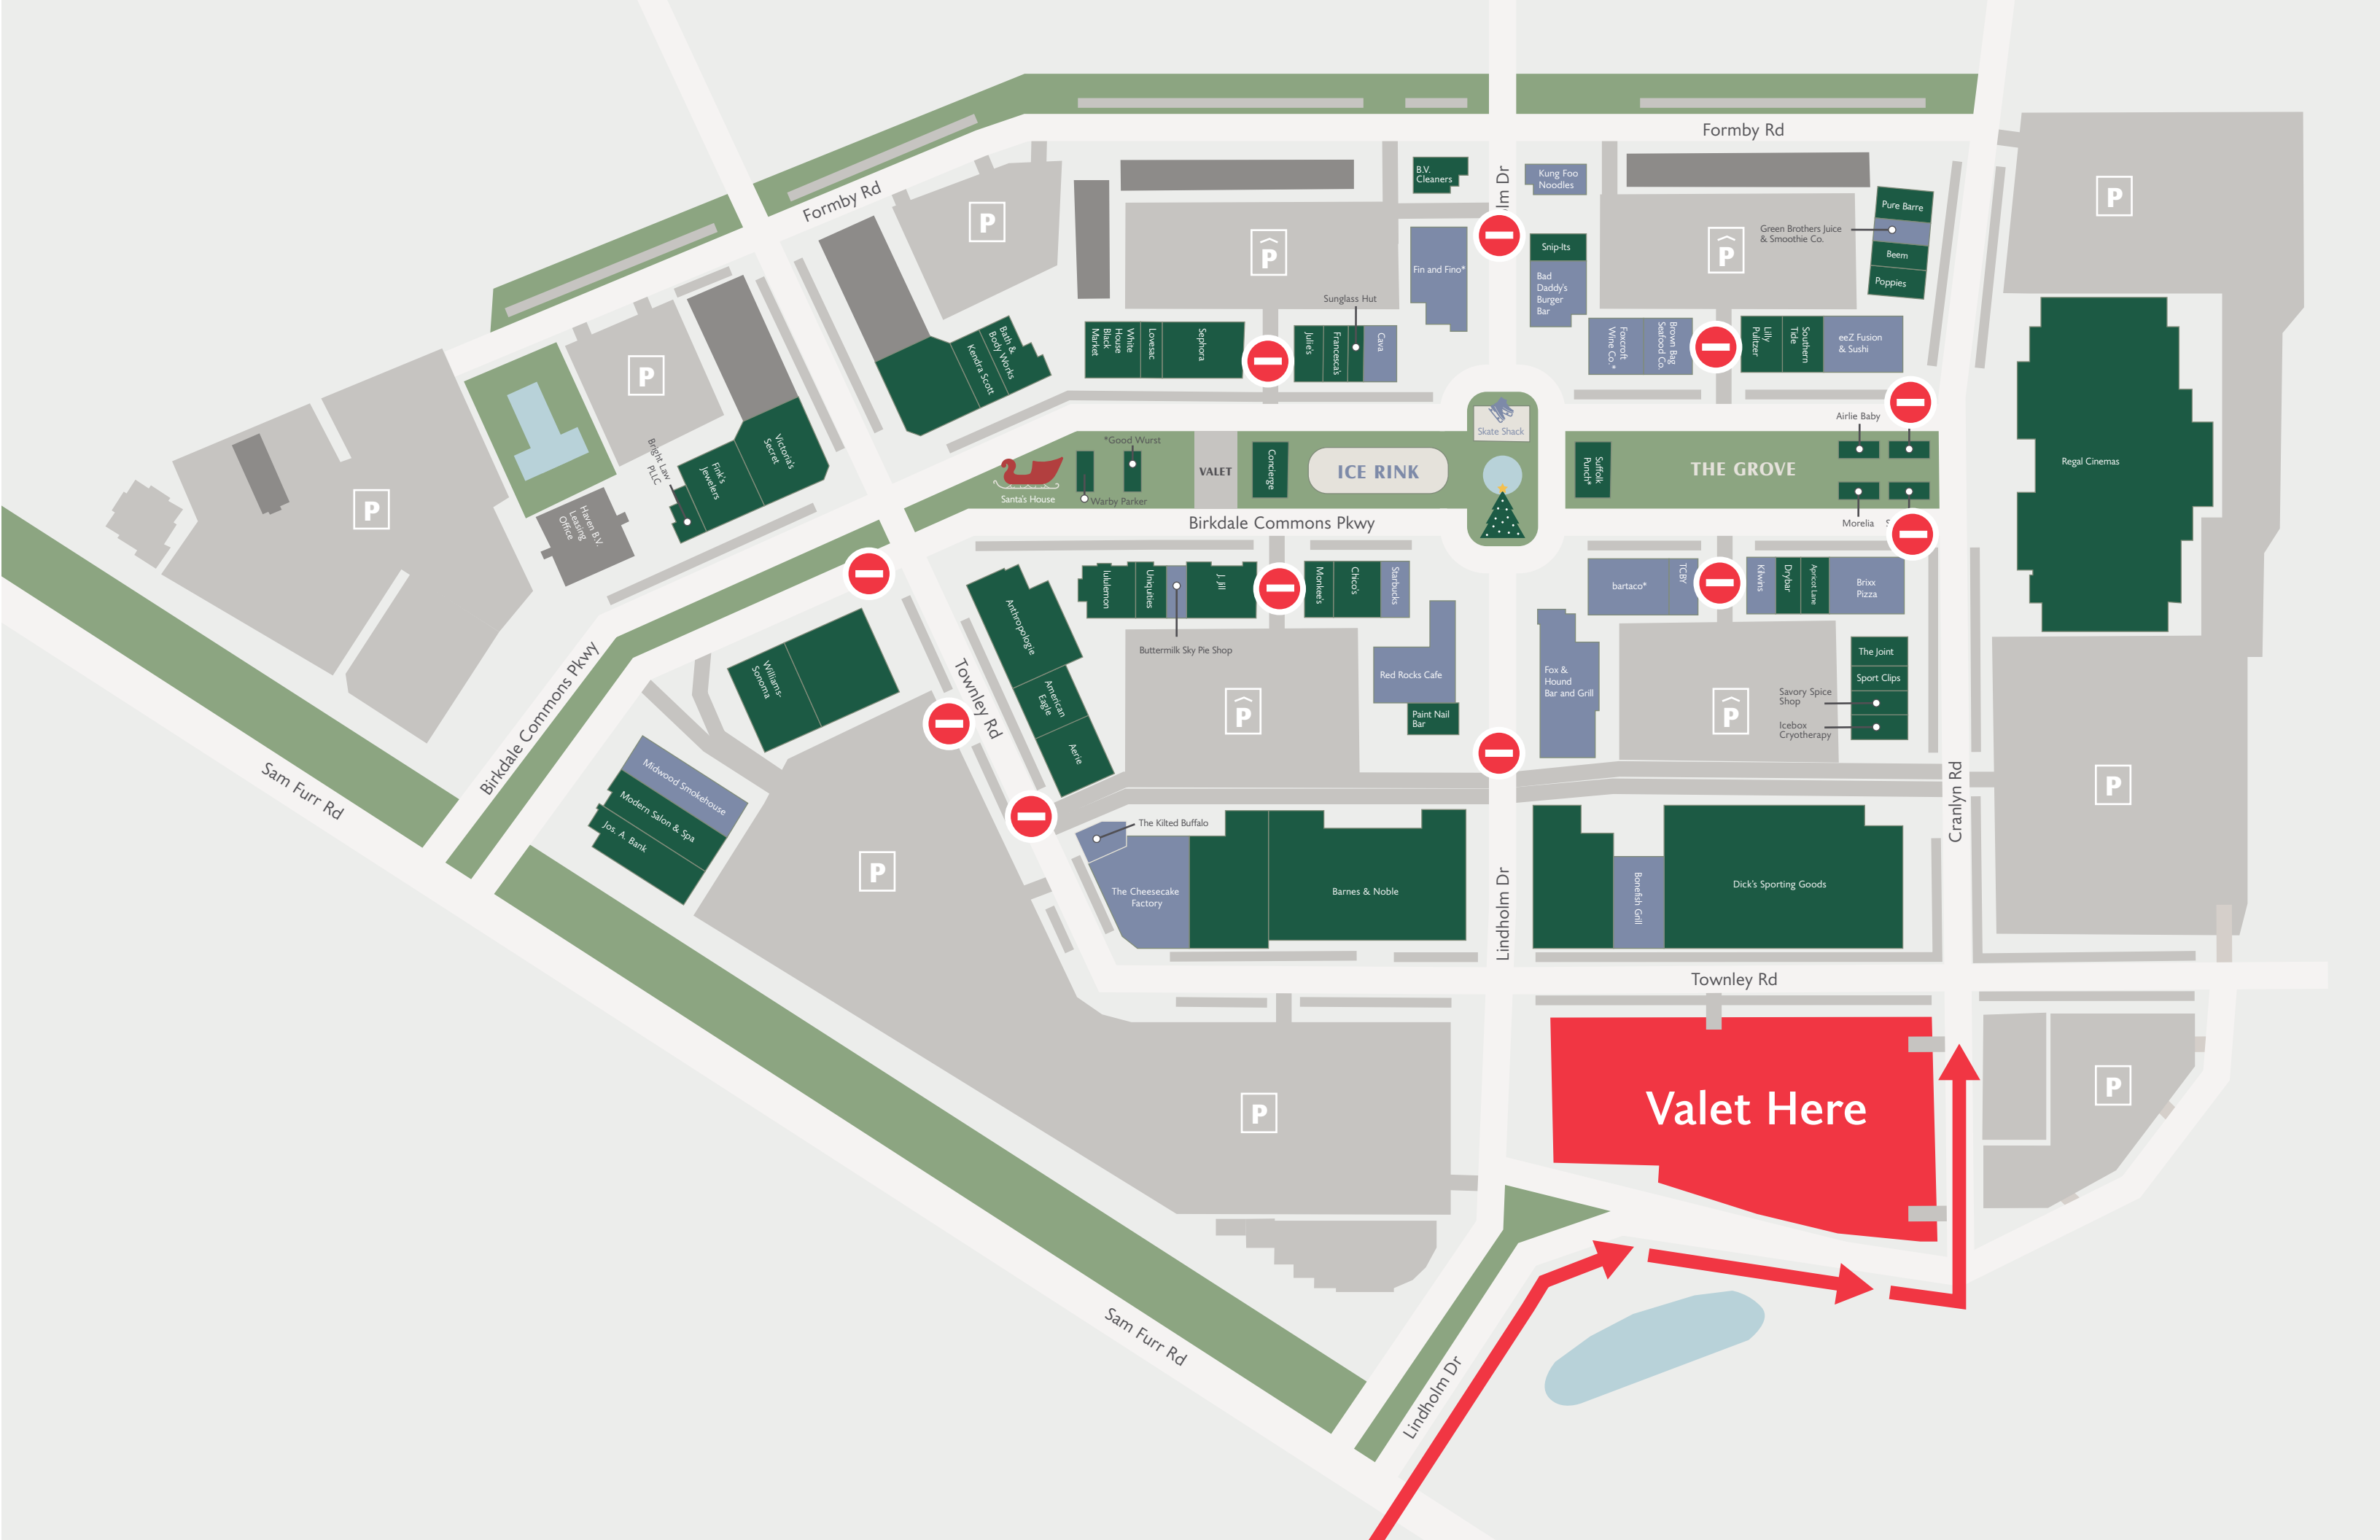 Formby Rd
Formby Rd
lm Dr
B.V.
Cleaners
Kung Foo
Noodles
Pure Barre
Green Brothers Juice
& Smoothie Co.
Beem
Poppies
P
P
P
P
P
Snip-Its
Bad
Daddy's
Burger
Bar
Fin and Fino*
Sunglass Hut
White
House
Black
Market
Lovesac
Sephora
Julie's
Francesca's
Cava
Foxcroft
Wine Co.*
Brown Bag
Seafood Co.
Lilly
Pulitzer
Southern
Tide
eeZ Fusion
& Sushi
Bath &
Body Works
Kendra Scott
Victoria's
Secret
Fink's
Jewelers
Bright Law
PLLC
Haven B.V.
Leasing
Office
P
Skate Shack
Airlie Baby
*Good Wurst
Santa's House
Warby Parker
VALET
Concierge
ICE RINK
Suffolk
Punch*
THE GROVE
Morelia
S
Regal Cinemas
Birkdale Commons Pkwy
lululemon
Uniquities
J. Jill
Monkee's
Chico's
Starbucks
bartaco*
TCBY
Kilwins
Drybar
Apricot Lane
Brixx
Pizza
Anthropologie
American
Eagle
Aerie
Buttermilk Sky Pie Shop
Red Rocks Cafe
Paint Nail
Bar
Fox &
Hound
Bar and Grill
The Joint
Sport Clips
Savory Spice
Shop
Icebox
Cryotherapy
P
P
P
Williams-
Sonoma
Townley Rd
Birkdale Commons Pkwy
Sam Furr Rd
Midwood Smokehouse
Modern Salon & Spa
Jos. A. Bank
P
The Kilted Buffalo
The Cheesecake
Factory
Barnes & Noble
Lindholm Dr
Bonefish Grill
Dick's Sporting Goods
Cranlyn Rd
Townley Rd
Valet Here
P
P
Sam Furr Rd
Lindholm Dr